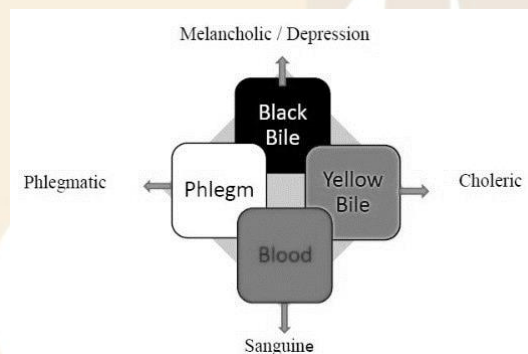 Melancholic / Depression
Black
Bile
Phlegmatic
Phlegm
Yellow
Bile
Choleric
Blood
Sanguine